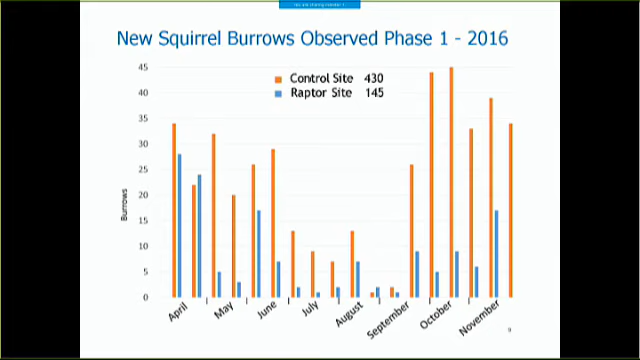 New Squirrel Burrows Observed Phase 1 - 2016
45
40
35
30
25
20
15
10
5
0
Burrows
Control Site 430
Raptor Site 145
April
May
June
July
August
September
October
November